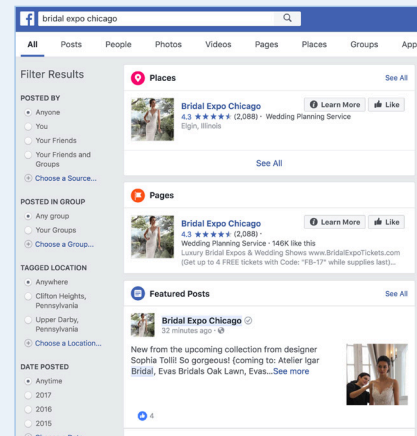 bridal expo chicago
All Posts People Photos Videos Pages Places Groups App
Filter Results
POSTED BY
Anyone
You
Your Friends
Your Friends and
Groups
Choose a Source...
POSTED IN GROUP
Any group
Your Groups
Choose a Group...
TAGGED LOCATION
Anywhere
Clifton Heights,
Pennsylvania
Upper Darby,
Pennsylvania
Choose a Location...
DATE POSTED
Anytime
2017
2016
2015
Places See All
Bridal Expo Chicago Learn More Like
4.3 ★★★★★ (2,088) · Wedding Planning Service
Elgin, Illinois
See All
Pages
Bridal Expo Chicago Learn More Like
4.3 ★★★★★ (2,088) ·
Wedding Planning Service · 146K like this
Luxury Bridal Expos & Wedding Shows www.BridalExpoTickets.com
(Get up to 4 FREE tickets with Code: "FB-17" while supplies last)...
Featured Posts See All
Bridal Expo Chicago
32 minutes ago ·
New from the upcoming collection from designer
Sophia Tolli! So gorgeous! {coming to: Atelier Igar
Bridal, Evas Bridals Oak Lawn, Evas...See more
4